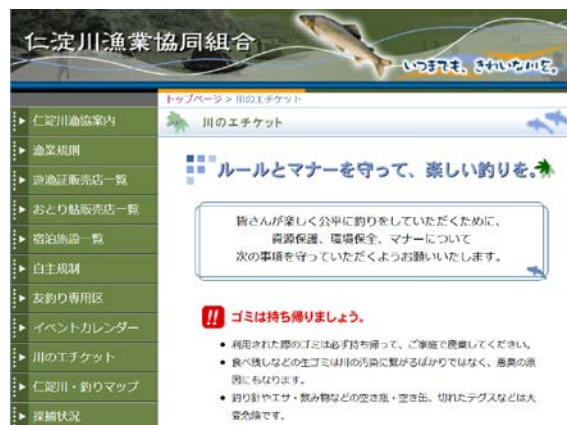 仁淀川漁業協同組合
いつまでも、きれいな川を。
トップページ > 川のエチケット
仁淀川漁協案内
川のエチケット
漁業規則
遊漁証販売店一覧
ルールとマナーを守って、楽しい釣りを。
おとり鮎販売店一覧
皆さんが楽しく公平に釣りをしていただくために、
資源保護、環境保全、マナーについて
次の事項を守っていただくようお願いいたします。
宿泊施設一覧
自主規制
友釣り専用区
イベントカレンダー
川のエチケット
仁淀川・釣りマップ
採捕状況
!! ゴミは持ち帰りましょう。
・利用された際のゴミは必ず持ち帰って、ご家庭で廃棄してください。
・食べ残しなどの生ゴミは川の汚染に繋がるばかりではなく、悪臭の原
因にもなります。
・釣り針やエサ・飲み物などの空き瓶・空き缶、切れたテグスなどは大
変危険です。